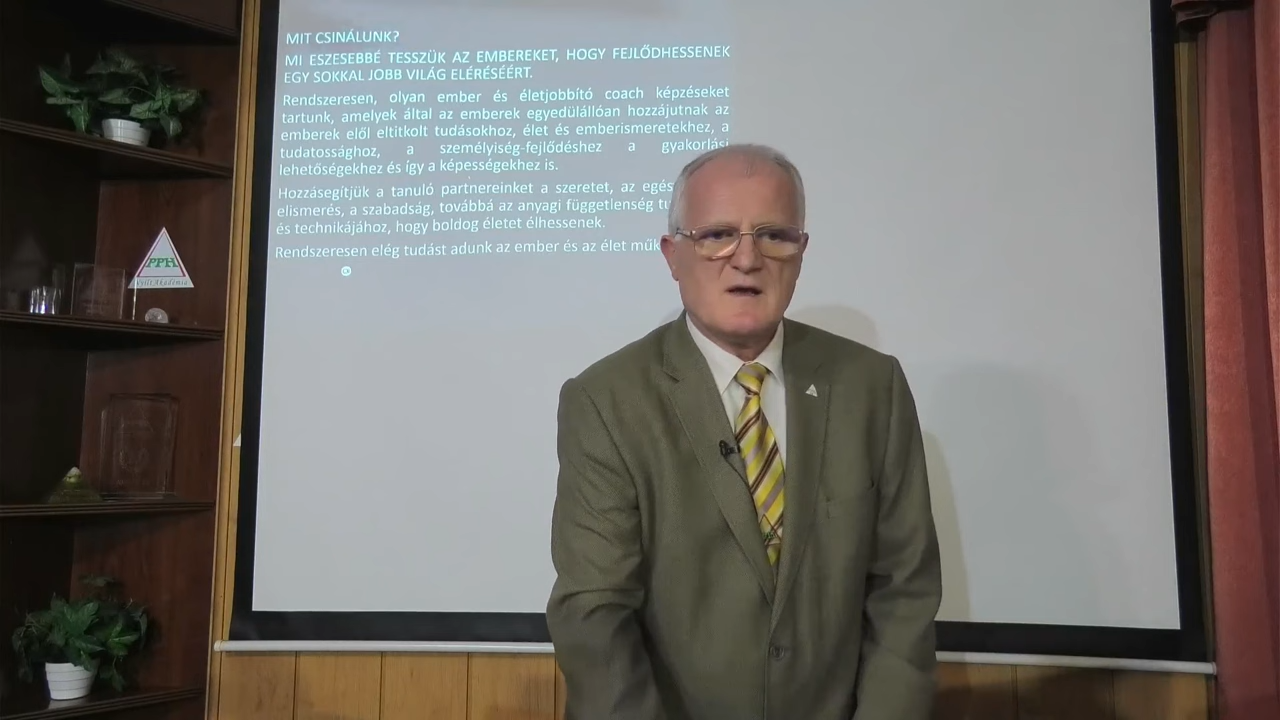 MIT CSINÁLUNK?
MI ESZESEBBÉ TESSZÜK AZ EMBEREKET, HOGY FEJLŐDHESSENEK
EGY SOKKAL JOBB VILÁG ELÉRÉSÉÉRT.
Rendszeresen, olyan ember és életjobbító coach képzéseket
tartunk, amelyek által az emberek egyedülállóan hozzájutnak az
emberek elől eltitkolt tudásokhoz, élet és emberismeretekhez, a
tudatossághoz, a személyiség-fejlődéshez a gyakorlási
lehetőségekhez és így a képességekhez is.
Hozzásegítjük a tanuló partnereinket a szeretet, az
elismerés, a szabadság, továbbá az anyagi függetlenség
és technikájához, hogy boldog életet élhessenek.
Rendszeresen elég tudást adunk az ember és az élet
PPH
Nyílt Akadémia